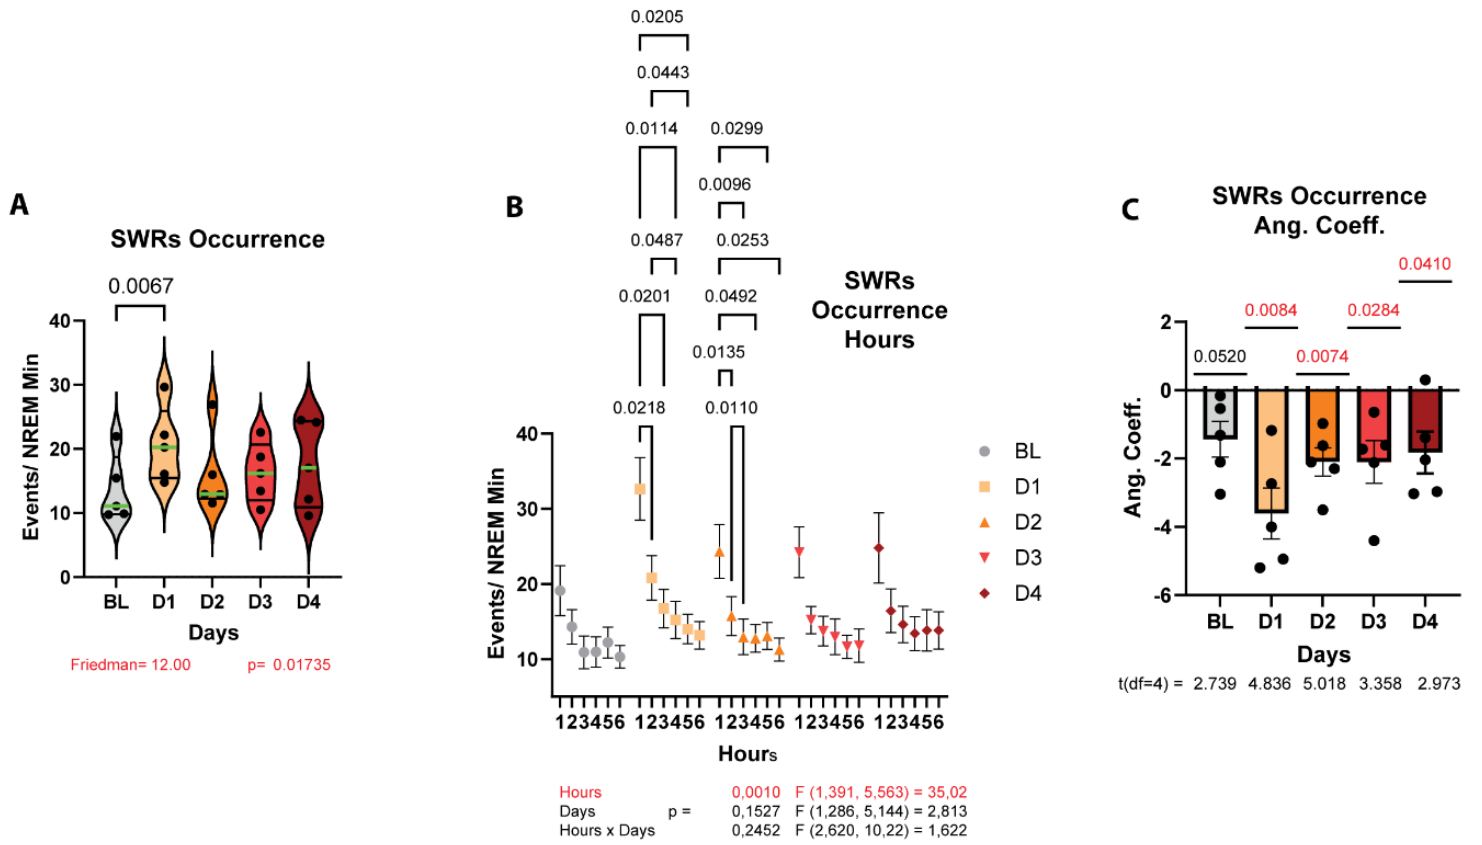 A
SWRs Occurrence
0.0067
Events/ NREM Min
40
30
20
10
0
BL D1 D2 D3 D4
Days
Friedman= 12.00 p= 0.01735
B
0.0205
0.0443
0.0114 0.0299
0.0096
0.0487 0.0253
0.0201 0.0492
0.0135
0.0218 0.0110
SWRs
Occurrence
Hours
Events/ NREM Min
40
30
20
10
123456 123456 123456 123456 123456
Hours
BL
D1
D2
D3
D4
Hours 0,0010 F (1,391, 5,563) = 35,02
Days p = 0,1527 F (1,286, 5,144) = 2,813
Hours x Days 0,2452 F (2,620, 10,22) = 1,622
C
SWRs Occurrence
Ang. Coeff.
0.0410
0.0084 0.0284
0.0520 0.0074
Ang. Coeff.
2
0
-2
-4
-6
BL D1 D2 D3 D4
Days
t(df=4) = 2.739 4.836 5.018 3.358 2.973